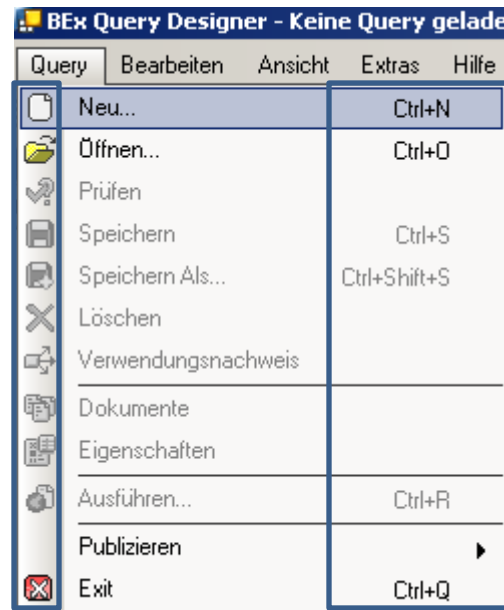 BEx Query Designer - Keine Query gelade
Query Bearbeiten Ansicht Extras Hilfe
Neu... Ctrl+N
Öffnen... Ctrl+O
Prüfen
Speichern Ctrl+S
Speichern Als... Ctrl+Shift+S
Löschen
Verwendungsnachweis
Dokumente
Eigenschaften
Ausführen... Ctrl+R
Publizieren
Exit Ctrl+Q